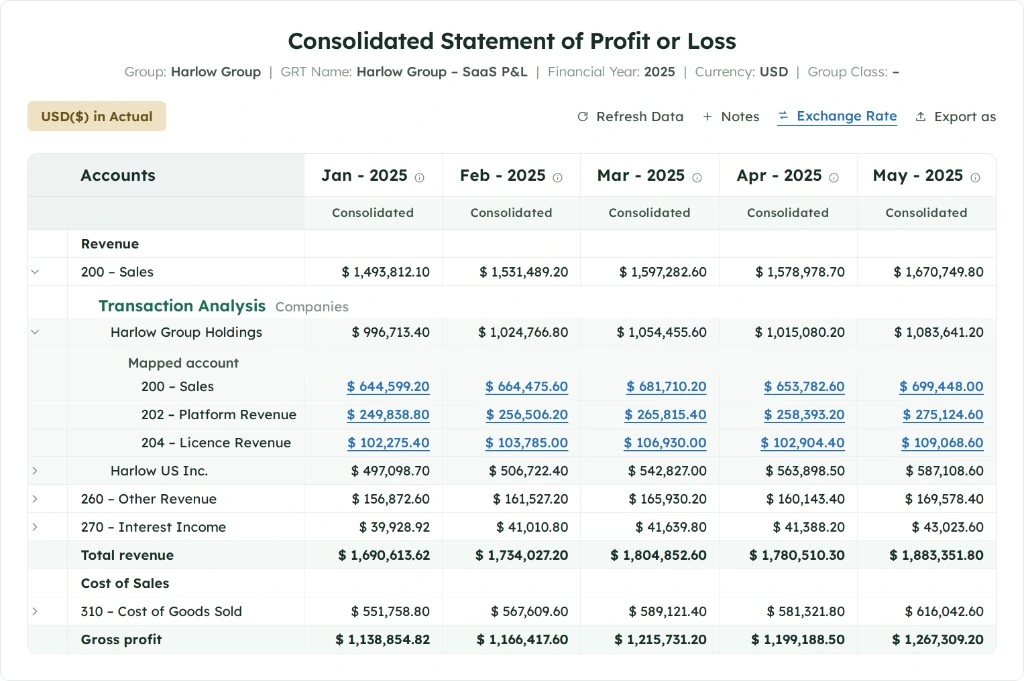 Consolidated Statement of Profit or Loss
Group: Harlow Group | GRT Name: Harlow Group – SaaS P&L | Financial Year: 2025 | Currency: USD | Group Class: –
USD($) in Actual Refresh Data + Notes Exchange Rate Export as
Accounts Jan - 2025 Feb - 2025 Mar - 2025 Apr - 2025 May - 2025
Consolidated Consolidated Consolidated Consolidated Consolidated
Revenue
200 – Sales $ 1,493,812.10 $ 1,531,489.20 $ 1,597,282.60 $ 1,578,978.70 $ 1,670,749.80
Transaction Analysis Companies
Harlow Group Holdings $ 996,713.40 $ 1,024,766.80 $ 1,054,455.60 $ 1,015,080.20 $ 1,083,641.20
Mapped account
200 – Sales $ 644,599.20 $ 664,475.60 $ 681,710.20 $ 653,782.60 $ 699,448.00
202 – Platform Revenue $ 249,838.80 $ 256,506.20 $ 265,815.40 $ 258,393.20 $ 275,124.60
204 – Licence Revenue $ 102,275.40 $ 103,785.00 $ 106,930.00 $ 102,904.40 $ 109,068.60
Harlow US Inc. $ 497,098.70 $ 506,722.40 $ 542,827.00 $ 563,898.50 $ 587,108.60
260 – Other Revenue $ 156,872.60 $ 161,527.20 $ 165,930.20 $ 160,143.40 $ 169,578.40
270 – Interest Income $ 39,928.92 $ 41,010.80 $ 41,639.80 $ 41,388.20 $ 43,023.60
Total revenue $ 1,690,613.62 $ 1,734,027.20 $ 1,804,852.60 $ 1,780,510.30 $ 1,883,351.80
Cost of Sales
310 – Cost of Goods Sold $ 551,758.80 $ 567,609.60 $ 589,121.40 $ 581,321.80 $ 616,042.60
Gross profit $ 1,138,854.82 $ 1,166,417.60 $ 1,215,731.20 $ 1,199,188.50 $ 1,267,309.20